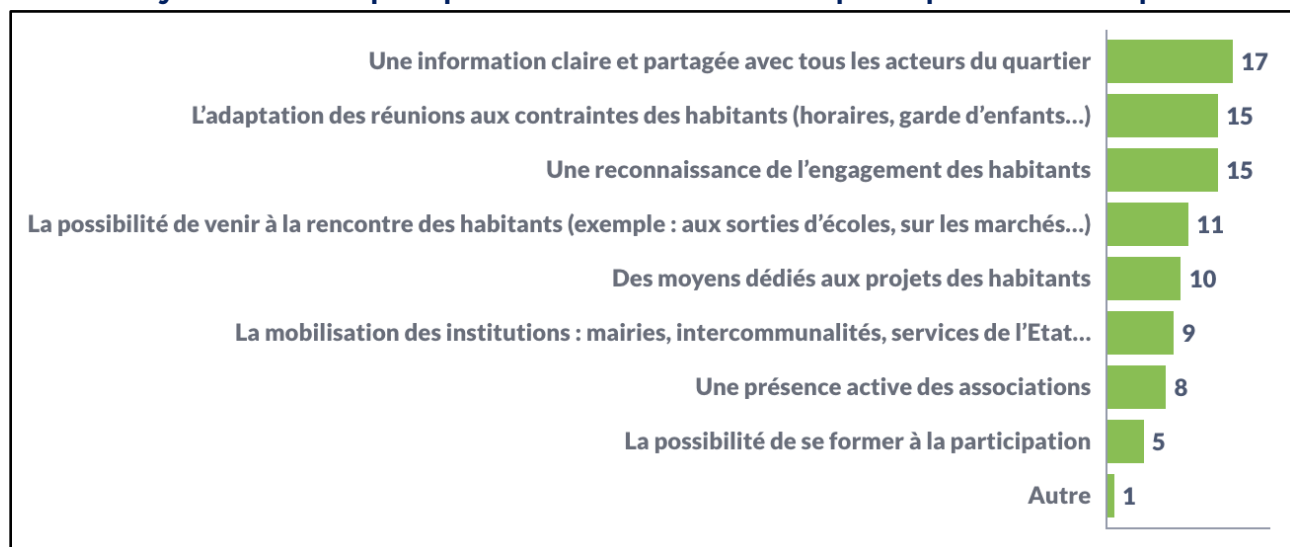 Une information claire et partagée avec tous les acteurs du quartier 17
L'adaptation des réunions aux contraintes des habitants (horaires, garde d'enfants...) 15
Une reconnaissance de l'engagement des habitants 15
La possibilité de venir à la rencontre des habitants (exemple : aux sorties d'écoles, sur les marchés...) 11
Des moyens dédiés aux projets des habitants 10
La mobilisation des institutions : mairies, intercommunalités, services de l'Etat... 9
Une présence active des associations 8
La possibilité de se former à la participation 5
Autre 1